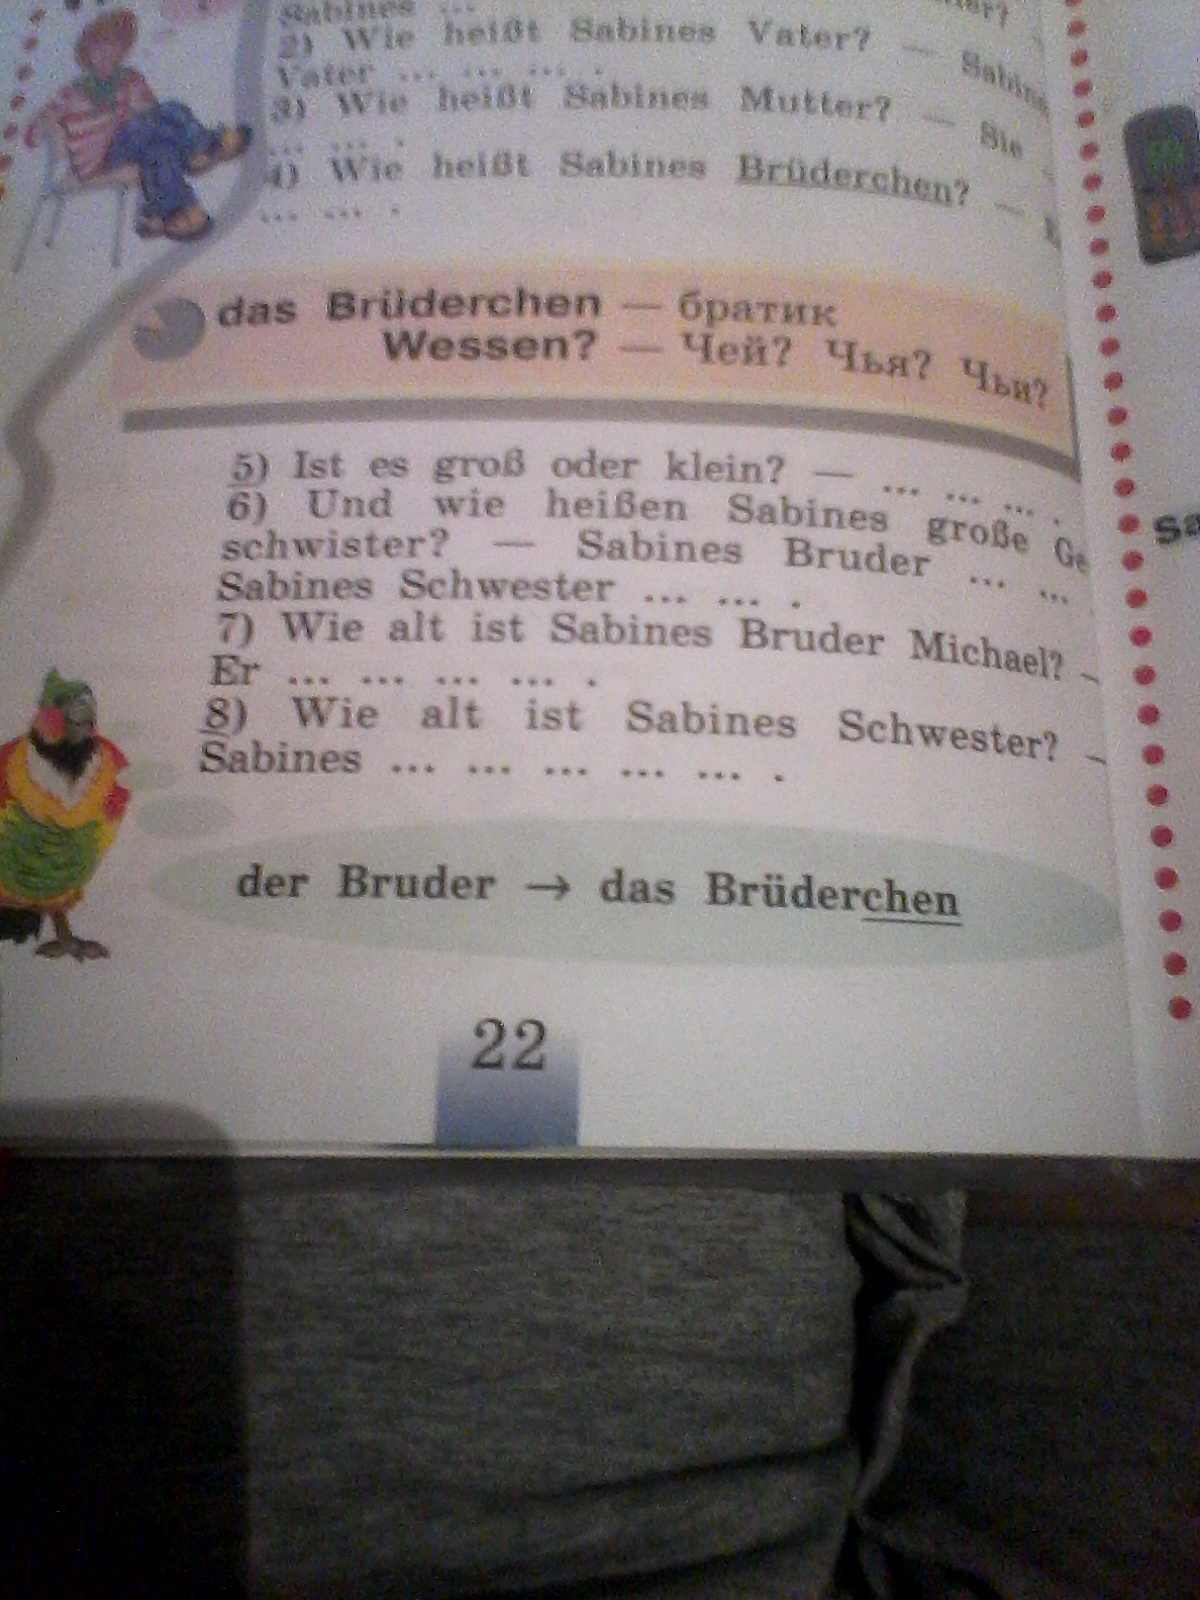 Sabines ...
2) Wie heißt Sabines Vater? — Sabines
Vater ... ... ... .
3) Wie heißt Sabines Mutter? — Sie
... ... .
4) Wie heißt Sabines Brüderchen? —
... ... .
das Brüderchen — братик
Wessen? — Чей? Чья? Чьи?
5) Ist es groß oder klein? — ... ... ... .
6) Und wie heißen Sabines große Ge
schwister? — Sabines Bruder ... ...
Sabines Schwester ... ... .
7) Wie alt ist Sabines Bruder Michael? –
Er ... ... ... ... .
8) Wie alt ist Sabines Schwester? –
Sabines ... ... ... ... ... .
der Bruder → das Brüderchen
22